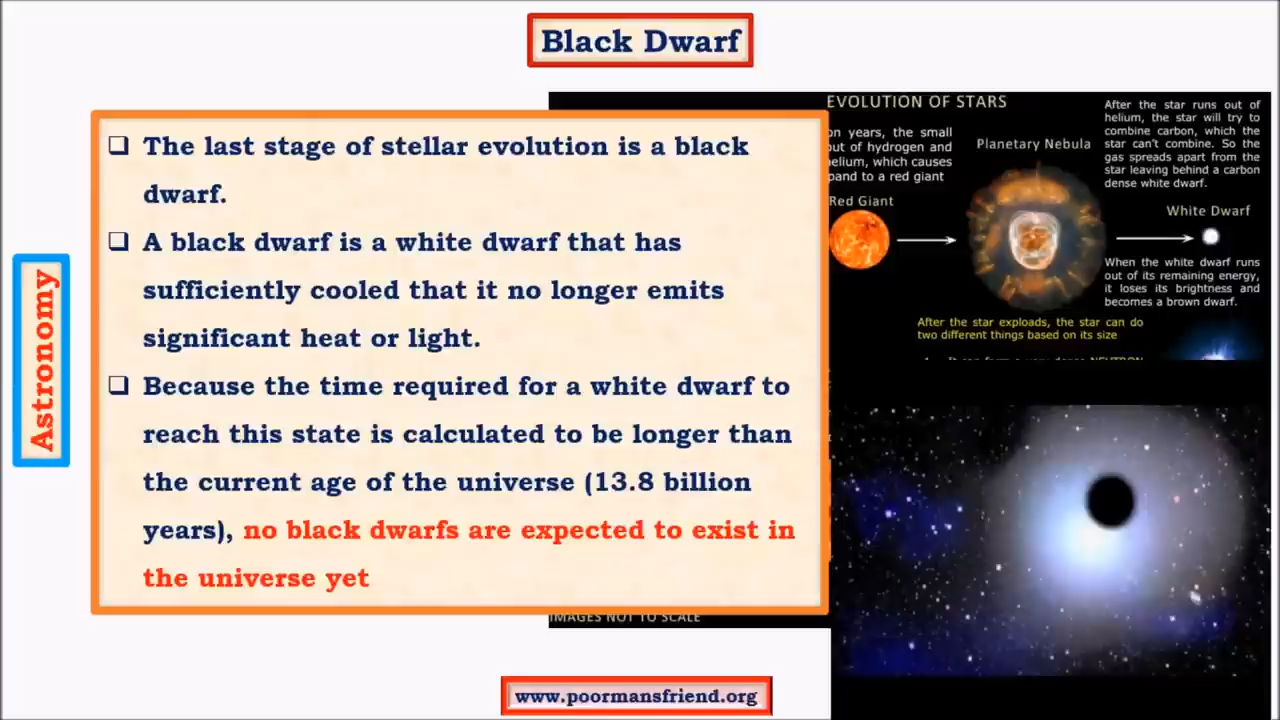 Black Dwarf
Astronomy
❑ The last stage of stellar evolution is a black
dwarf.
❑ A black dwarf is a white dwarf that has
sufficiently cooled that it no longer emits
significant heat or light.
❑ Because the time required for a white dwarf to
reach this state is calculated to be longer than
the current age of the universe (13.8 billion
years), no black dwarfs are expected to exist in
the universe yet
EVOLUTION OF STARS
on years, the small
out of hydrogen and
elium, which causes
pand to a red giant
Red Giant
Planetary Nebula
After the star runs out of
helium, the star will try to
combine carbon, which the
star can't combine. So the
gas spreads apart from the
star leaving behind a carbon
dense white dwarf.
White Dwarf
When the white dwarf runs
out of its remaining energy,
it loses its brightness and
becomes a brown dwarf.
After the star exploads, the star can do
two different things based on its size
IMAGES NOT TO SCALE
www.poormansfriend.org